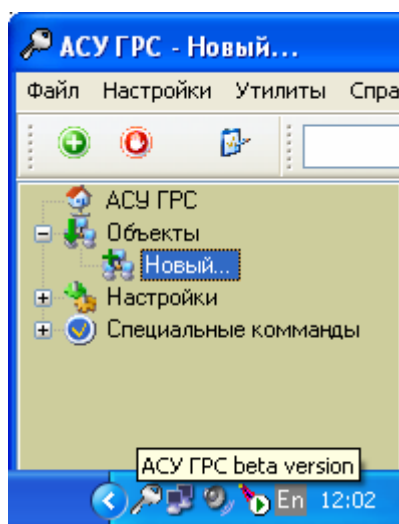 АСУ ГРС - Новый...
Файл Настройки Утилиты Спра
АСУ ГРС
Объекты
Новый...
Настройки
Специальные комманды
АСУ ГРС beta version
En 12:02